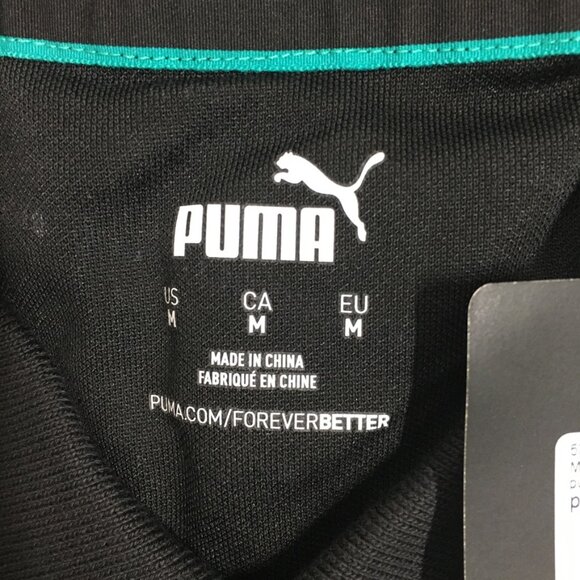 PUMA
US CA EU
M M M
MADE IN CHINA
FABRIQUÉ EN CHINE
PUMA.COM/FOREVERBETTER